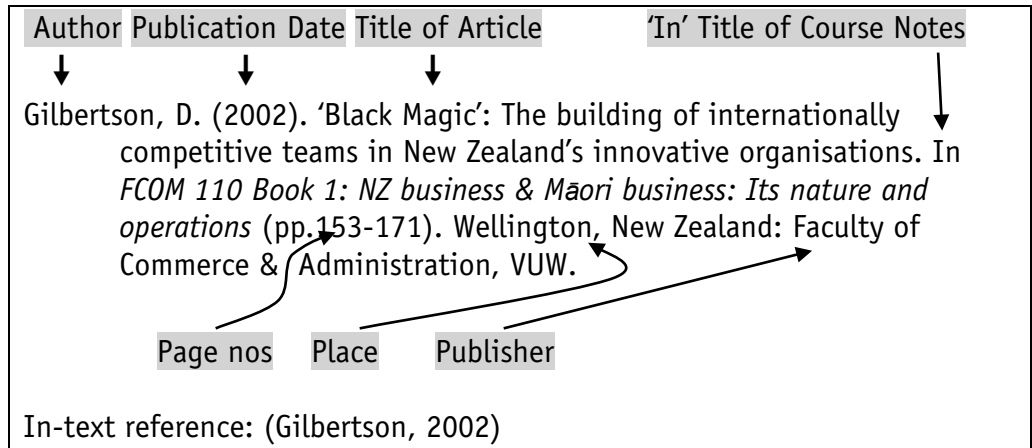 Author Publication Date Title of Article 'In' Title of Course Notes
Gilbertson, D. (2002). ‘Black Magic’: The building of internationally
competitive teams in New Zealand’s innovative organisations. In
FCOM 110 Book 1: NZ business & Māori business: Its nature and
operations (pp.153-171). Wellington, New Zealand: Faculty of
Commerce & Administration, VUW.
Page nos Place Publisher
In-text reference: (Gilbertson, 2002)